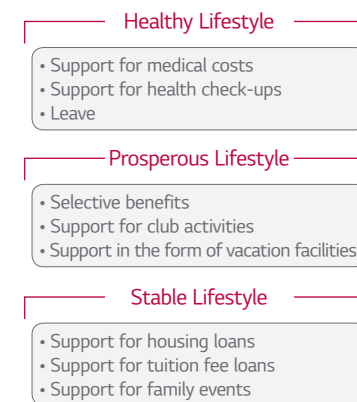 Healthy Lifestyle
• Support for medical costs
• Support for health check-ups
• Leave
Prosperous Lifestyle
• Selective benefits
• Support for club activities
• Support in the form of vacation facilities
Stable Lifestyle
• Support for housing loans
• Support for tuition fee loans
• Support for family events